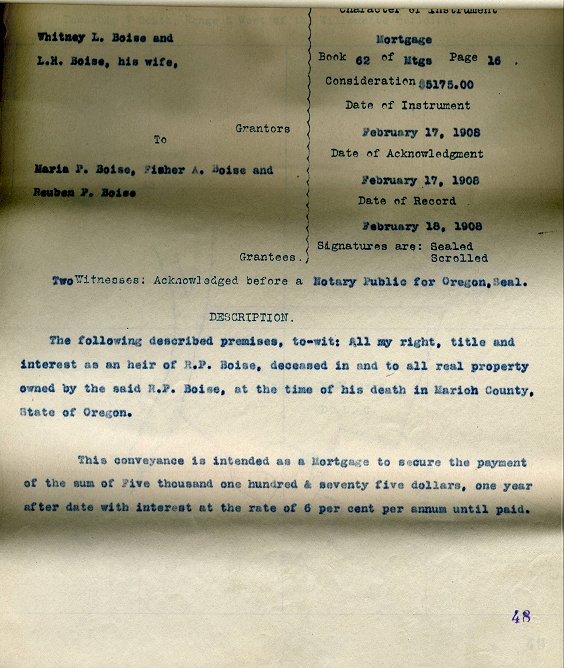 Character of Instrument
Whitney L. Boise and
L.H. Boise, his wife,
Grantors
To
Maria P. Boise, Fisher A. Boise and
Reuben P. Boise
Grantees.
Mortgage
Book 62 of Mtgs Page 16 .
Consideration $5175.00
Date of Instrument
February 17, 1908
Date of Acknowledgment
February 17, 1908
Date of Record
February 18, 1908
Signatures are: Sealed
Scrolled
Two Witnesses: Acknowledged before a Notary Public for Oregon, Seal.
DESCRIPTION.
The following described premises, to-wit: All my right, title and
interest as an heir of R.P. Boise, deceased in and to all real property
owned by the said R.P. Boise, at the time of his death in Marion County,
State of Oregon.
This conveyance is intended as a Mortgage to secure the payment
of the sum of Five thousand one hundred & seventy five dollars, one year
after date with interest at the rate of 6 per cent per annum until paid.
48